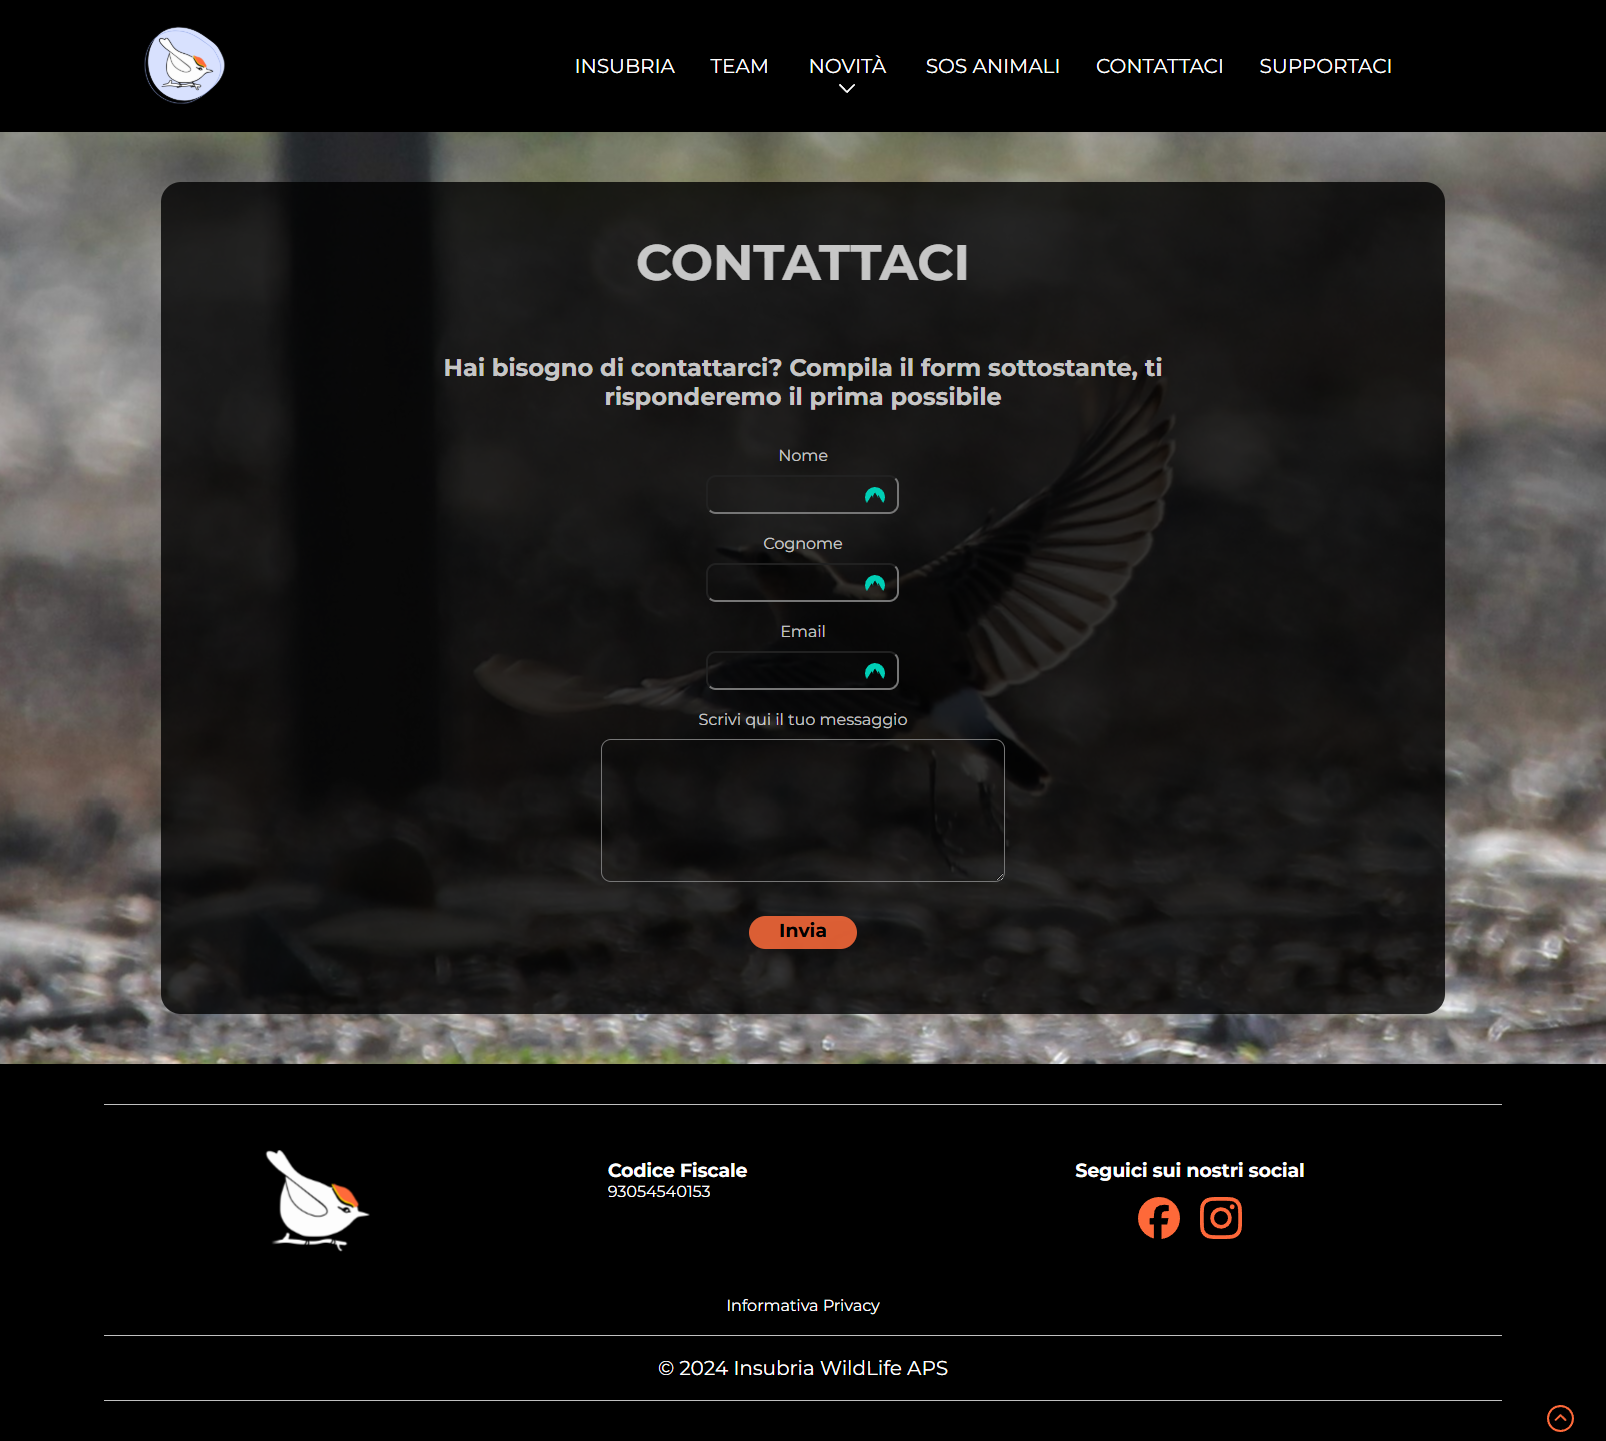 INSUBRIA TEAM NOVITÀ SOS ANIMALI CONTATTACI SUPPORTACI
CONTATTACI
Hai bisogno di contattarci? Compila il form sottostante, ti
risponderemo il prima possibile
Nome
Cognome
Email
Scrivi qui il tuo messaggio
Invia
Codice Fiscale
93054540153
Seguici sui nostri social
Informativa Privacy
© 2024 Insubria WildLife APS